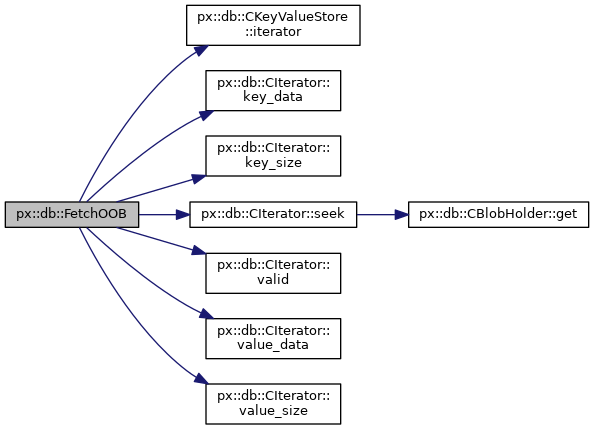 px::db::CKeyValueStore
::iterator
px::db::CIterator::
key_data
px::db::CIterator::
key_size
px::db::FetchOOB
px::db::CIterator::seek
px::db::CBlobHolder::get
px::db::CIterator::
valid
px::db::CIterator::
value_data
px::db::CIterator::
value_size